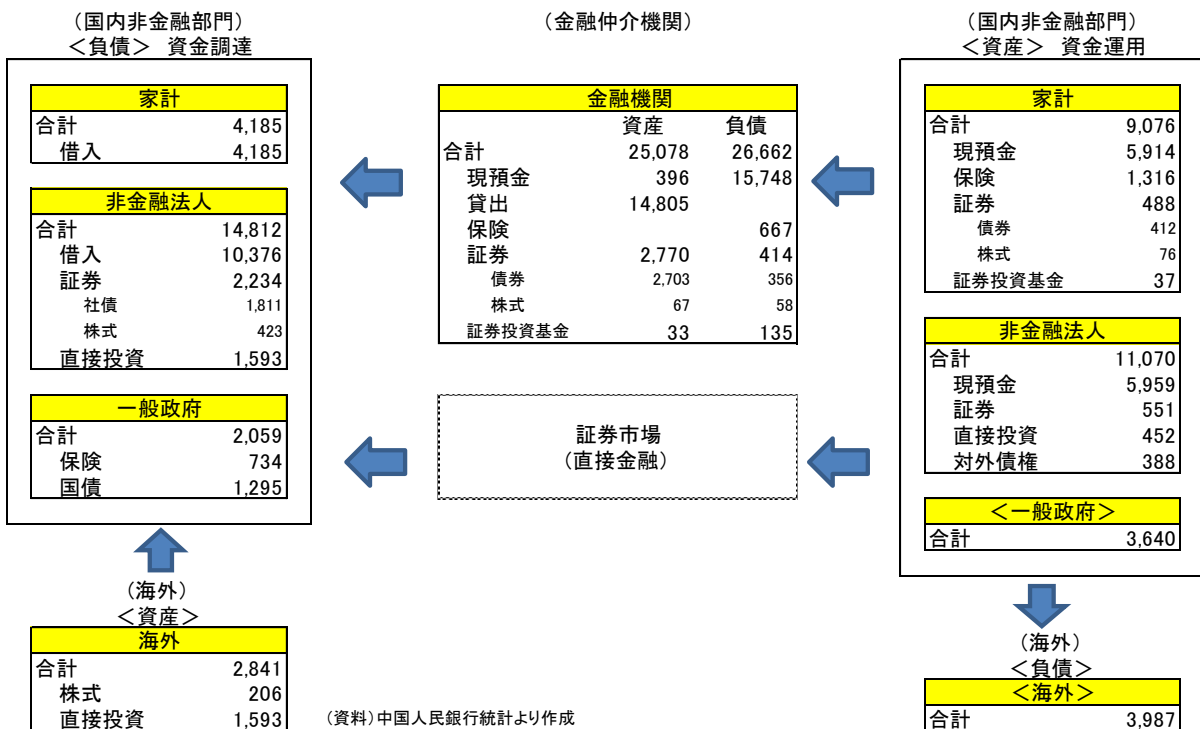 （国内非金融部門）
＜負債＞ 資金調達
家計
合計 4,185
借入 4,185
非金融法人
合計 14,812
借入 10,376
証券 2,234
社債 1,811
株式 423
直接投資 1,593
一般政府
合計 2,059
保険 734
国債 1,295
（海外）
＜資産＞
海外
合計 2,841
株式 206
直接投資 1,593
（金融仲介機関）
金融機関
資産 負債
合計 25,078 26,662
現預金 396 15,748
貸出 14,805
保険 667
証券 2,770 414
債券 2,703 356
株式 67 58
証券投資基金 33 135
証券市場
（直接金融）
（資料）中国人民銀行統計より作成
（国内非金融部門）
＜資産＞ 資金運用
家計
合計 9,076
現預金 5,914
保険 1,316
証券 488
債券 412
株式 76
証券投資基金 37
非金融法人
合計 11,070
現預金 5,959
証券 551
直接投資 452
対外債権 388
＜一般政府＞
合計 3,640
（海外）
＜負債＞
＜海外＞
合計 3,987